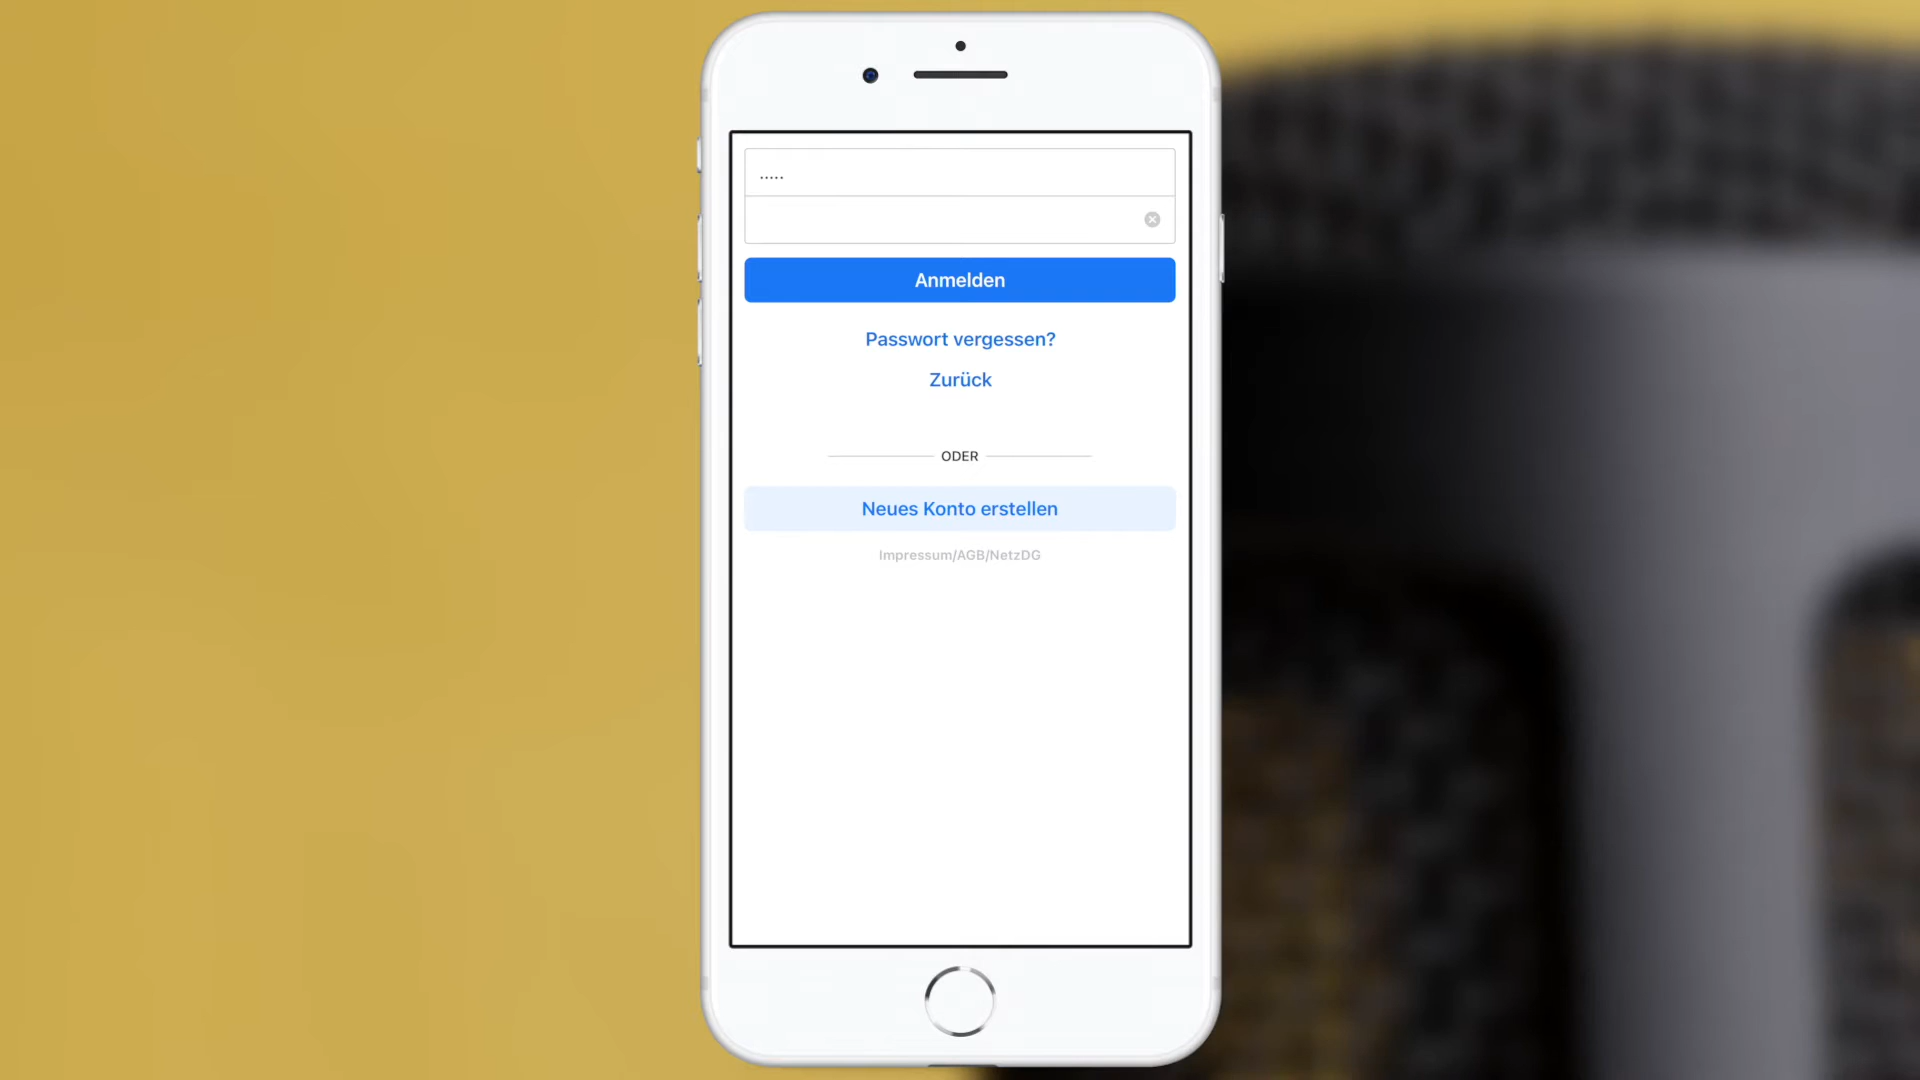 .....
Anmelden
Passwort vergessen?
Zurück
ODER
Neues Konto erstellen
Impressum/AGB/NetzDG